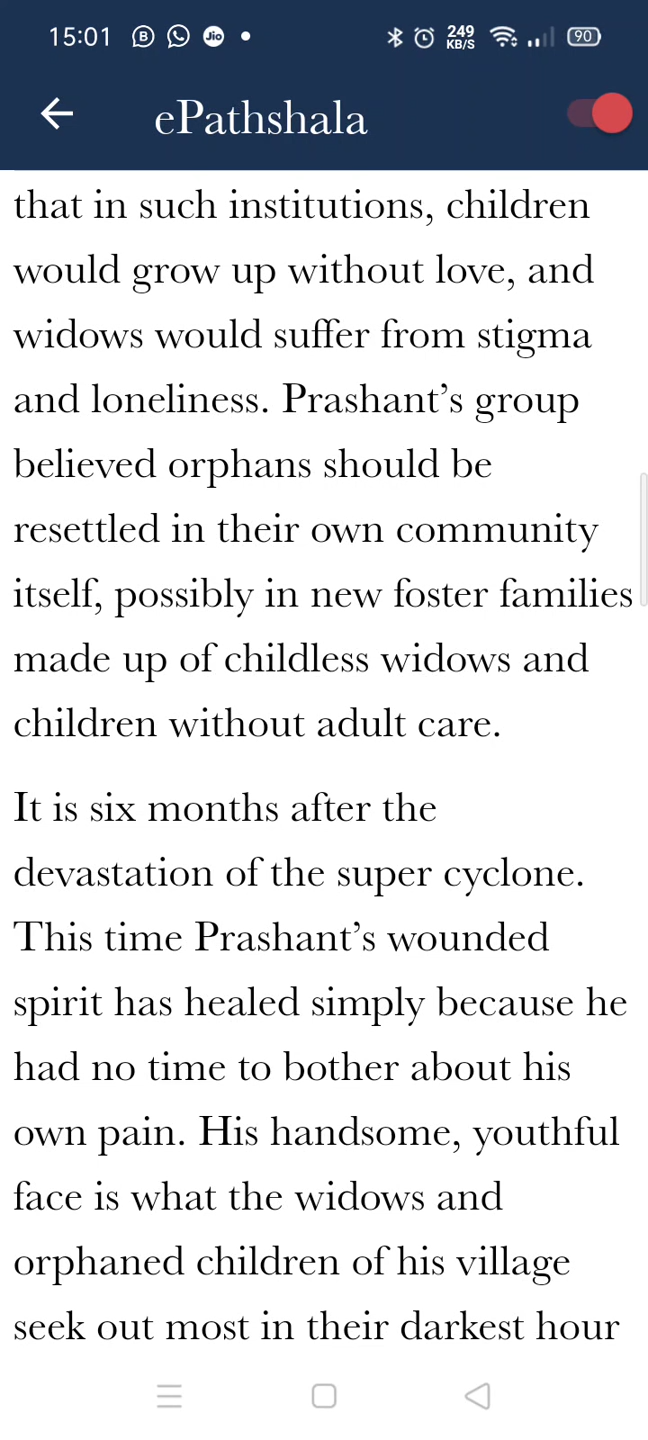 15:01
Jio
249
KB/S
90
ePathshala
that in such institutions, children
would grow up without love, and
widows would suffer from stigma
and loneliness. Prashant’s group
believed orphans should be
resettled in their own community
itself, possibly in new foster families
made up of childless widows and
children without adult care.
It is six months after the
devastation of the super cyclone.
This time Prashant’s wounded
spirit has healed simply because he
had no time to bother about his
own pain. His handsome, youthful
face is what the widows and
orphaned children of his village
seek out most in their darkest hour